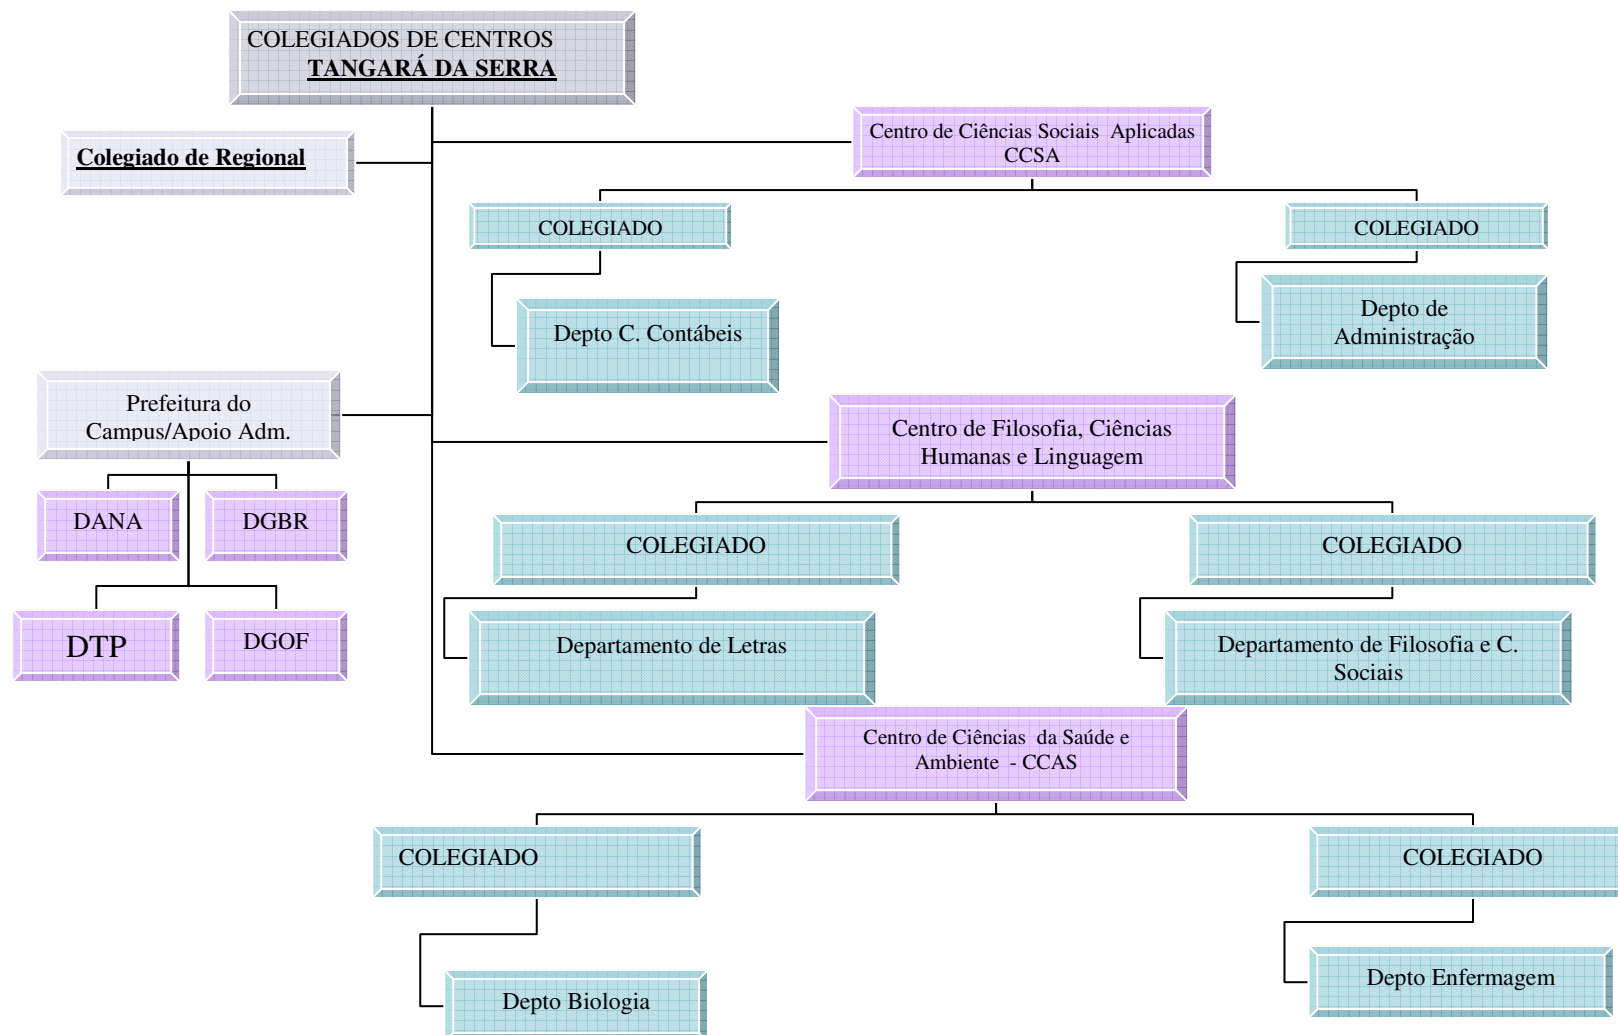 COLEGIADOS DE CENTROS
TANGARÁ DA SERRA
Centro de Ciências Sociais Aplicadas
CCSA
Colegiado de Regional
COLEGIADO
COLEGIADO
Depto C. Contábeis
Depto de
Administração
Prefeitura do
Campus/Apoio Adm.
Centro de Filosofia, Ciências
Humanas e Linguagem
DANA
DGBR
COLEGIADO
COLEGIADO
DTP
DGOF
Departamento de Letras
Departamento de Filosofia e C.
Sociais
Centro de Ciências da Saúde e
Ambiente - CCAS
COLEGIADO
COLEGIADO
Depto Biologia
Depto Enfermagem